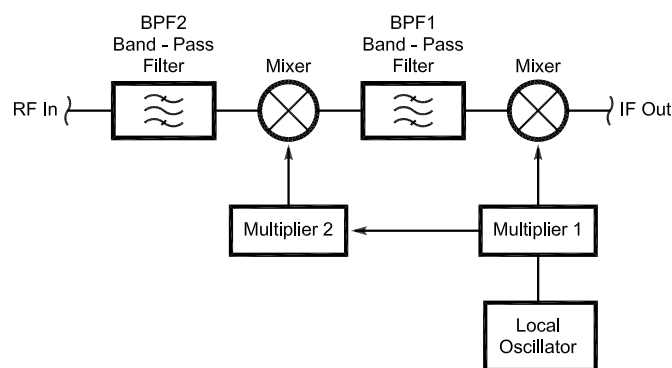 BPF2
Band - Pass
Filter
Mixer
BPF1
Band - Pass
Filter
Mixer
RF In
IF Out
Multiplier 2
Multiplier 1
Local
Oscillator